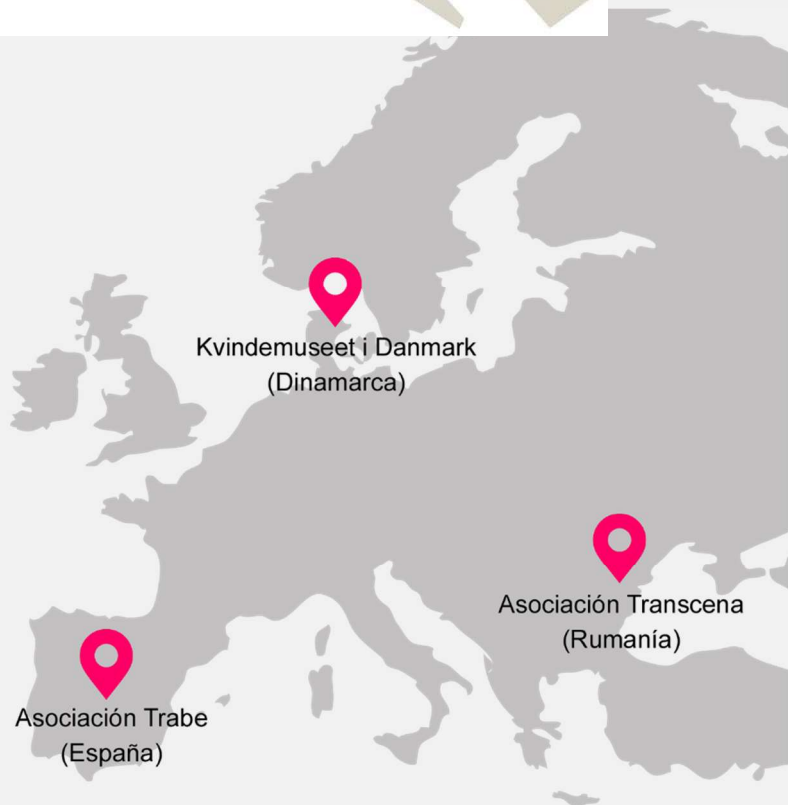 Kvindemuseet i Danmark
(Dinamarca)
Asociación Transcena
(Rumanía)
Asociación Trabe
(España)